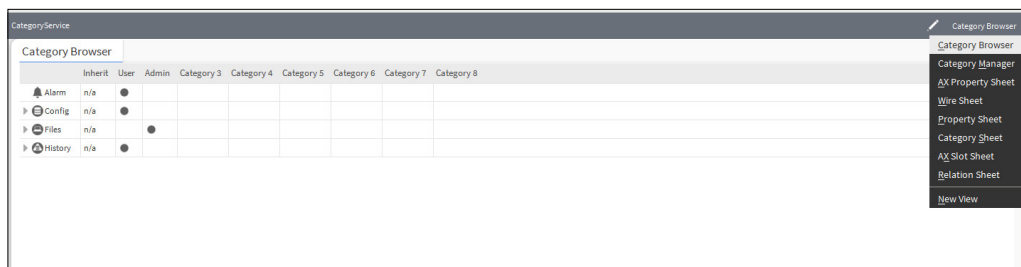 CategoryService
Category Browser
Category Browser
Inherit User Admin Category 3 Category 4 Category 5 Category 6 Category 7 Category 8
Alarm n/a
Config n/a
Files n/a
History n/a
Category Browser
Category Manager
AX Property Sheet
Wire Sheet
Property Sheet
Category Sheet
AX Slot Sheet
Relation Sheet
New View